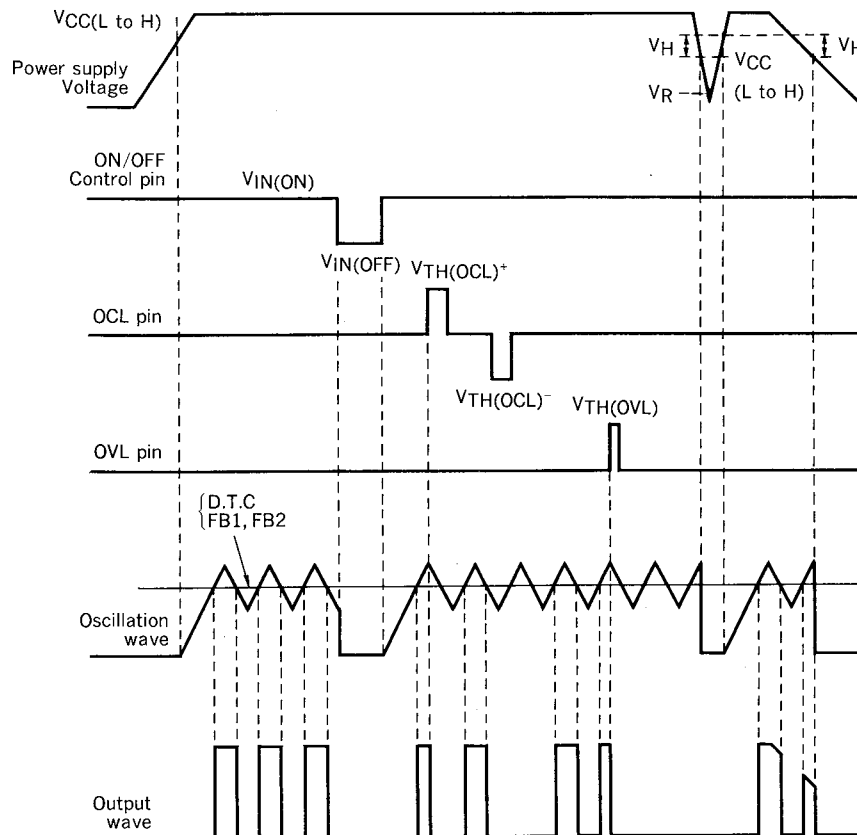 VCC(L to H)
Power supply
Voltage
VH
VCC
VR
(L to H)
VH
ON/OFF
Control pin
VIN(ON)
VIN(OFF)
VTH(OCL)+
OCL pin
VTH(OCL)-
VTH(OVL)
OVL pin
D.T.C
FB1, FB2
Oscillation
wave
Output
wave